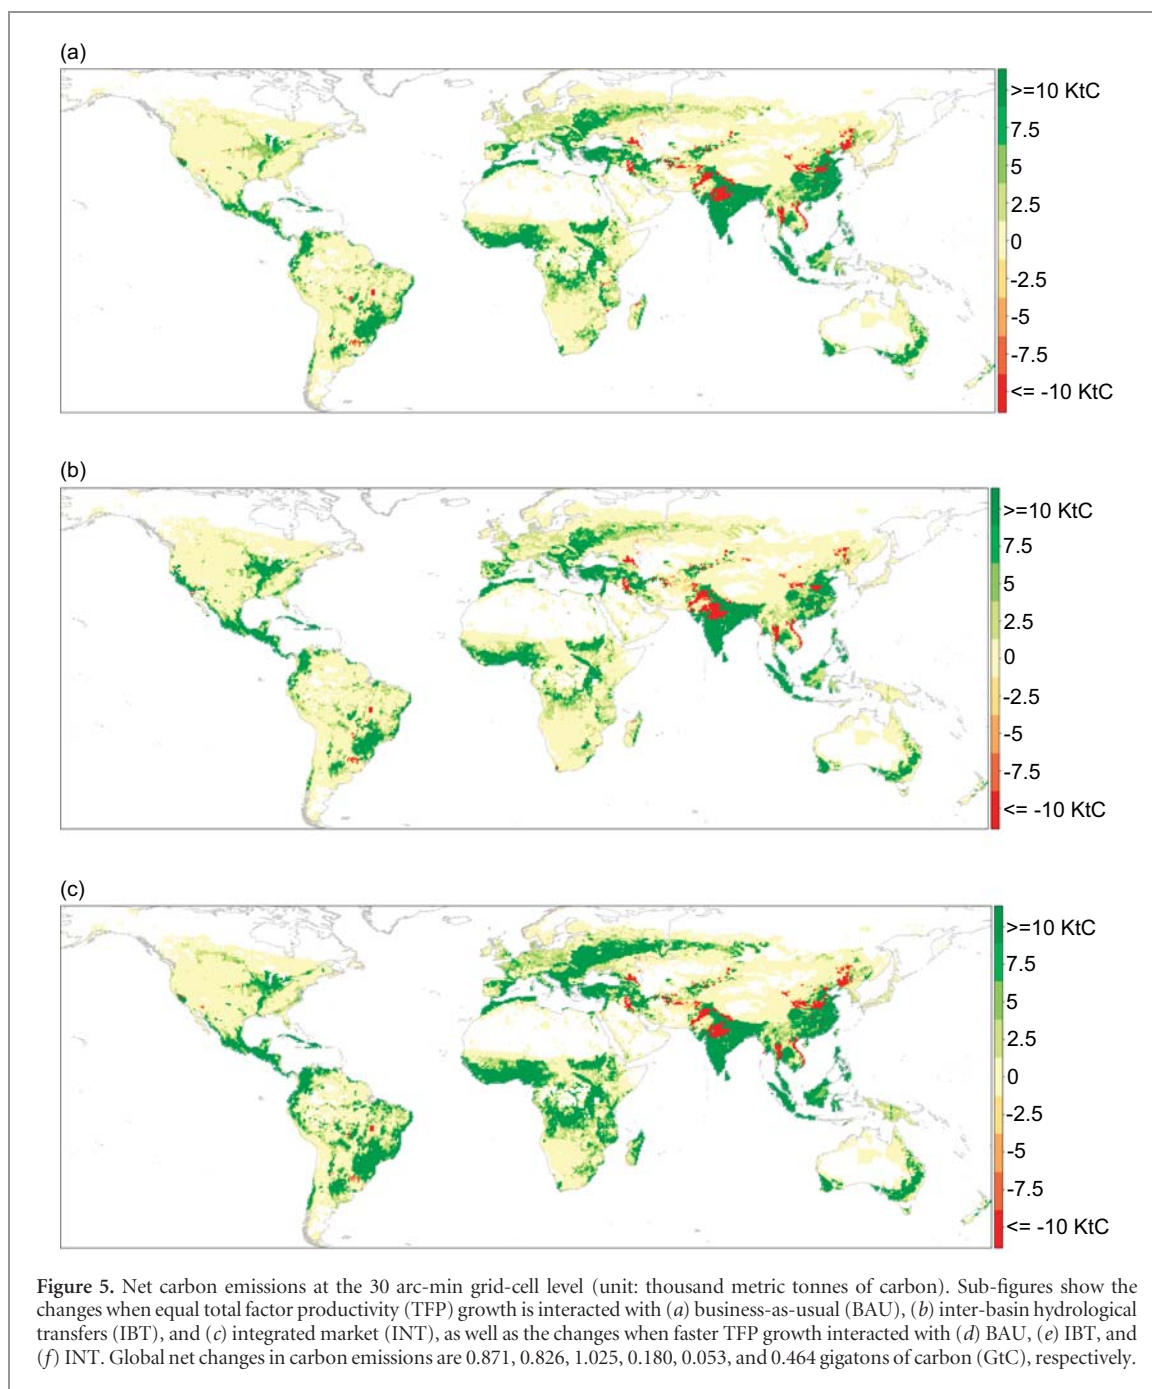 (a)
>=10 KtC
7.5
5
2.5
0
-2.5
-5
-7.5
<= -10 KtC
(b)
>=10 KtC
7.5
5
2.5
0
-2.5
-5
-7.5
<= -10 KtC
(c)
>=10 KtC
7.5
5
2.5
0
-2.5
-5
-7.5
<= -10 KtC
Figure 5. Net carbon emissions at the 30 arc-min grid-cell level (unit: thousand metric tonnes of carbon). Sub-figures show the
changes when equal total factor productivity (TFP) growth is interacted with (a) business-as-usual (BAU), (b) inter-basin hydrological
transfers (IBT), and (c) integrated market (INT), as well as the changes when faster TFP growth interacted with (d) BAU, (e) IBT, and
(f) INT. Global net changes in carbon emissions are 0.871, 0.826, 1.025, 0.180, 0.053, and 0.464 gigatons of carbon (GtC), respectively.